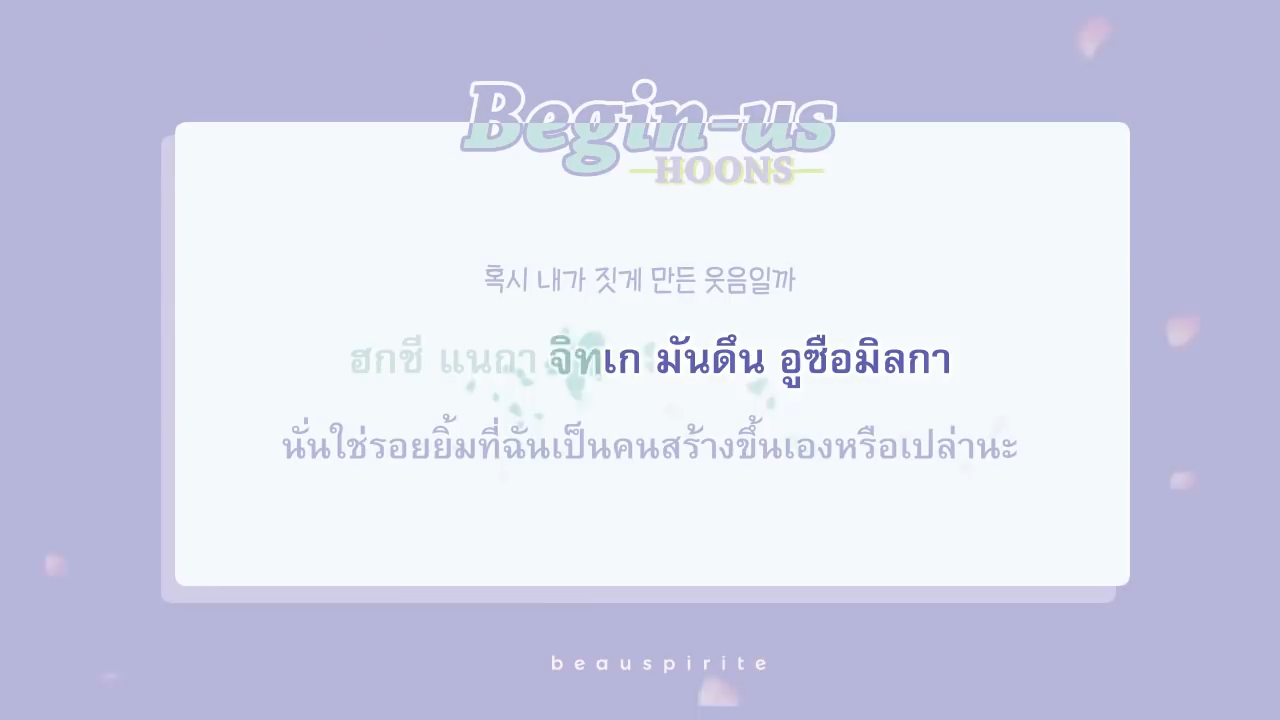 Begin-us
HOONS
혹시 내가 짓게 만든 웃음일까
ฮกชี แนกา จิทเก มันดึน อูซือมิลกา
นั่นใช่รอยยิ้มที่ฉันเป็นคนสร้างขึ้นเองหรือเปล่านะ
beauspirite